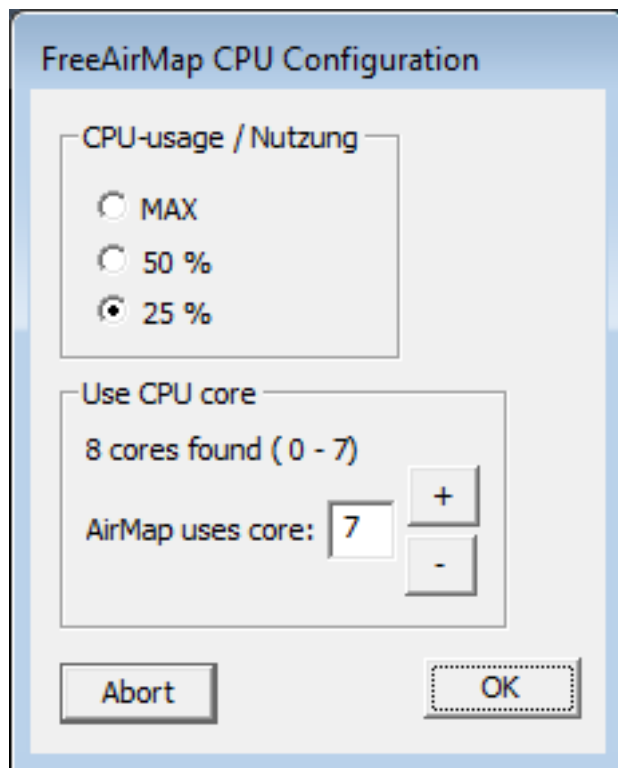 FreeAirMap CPU Configuration
CPU-usage / Nutzung
MAX
50 %
25 %
Use CPU core
8 cores found ( 0 - 7)
AirMap uses core: 7
+
-
Abort
OK